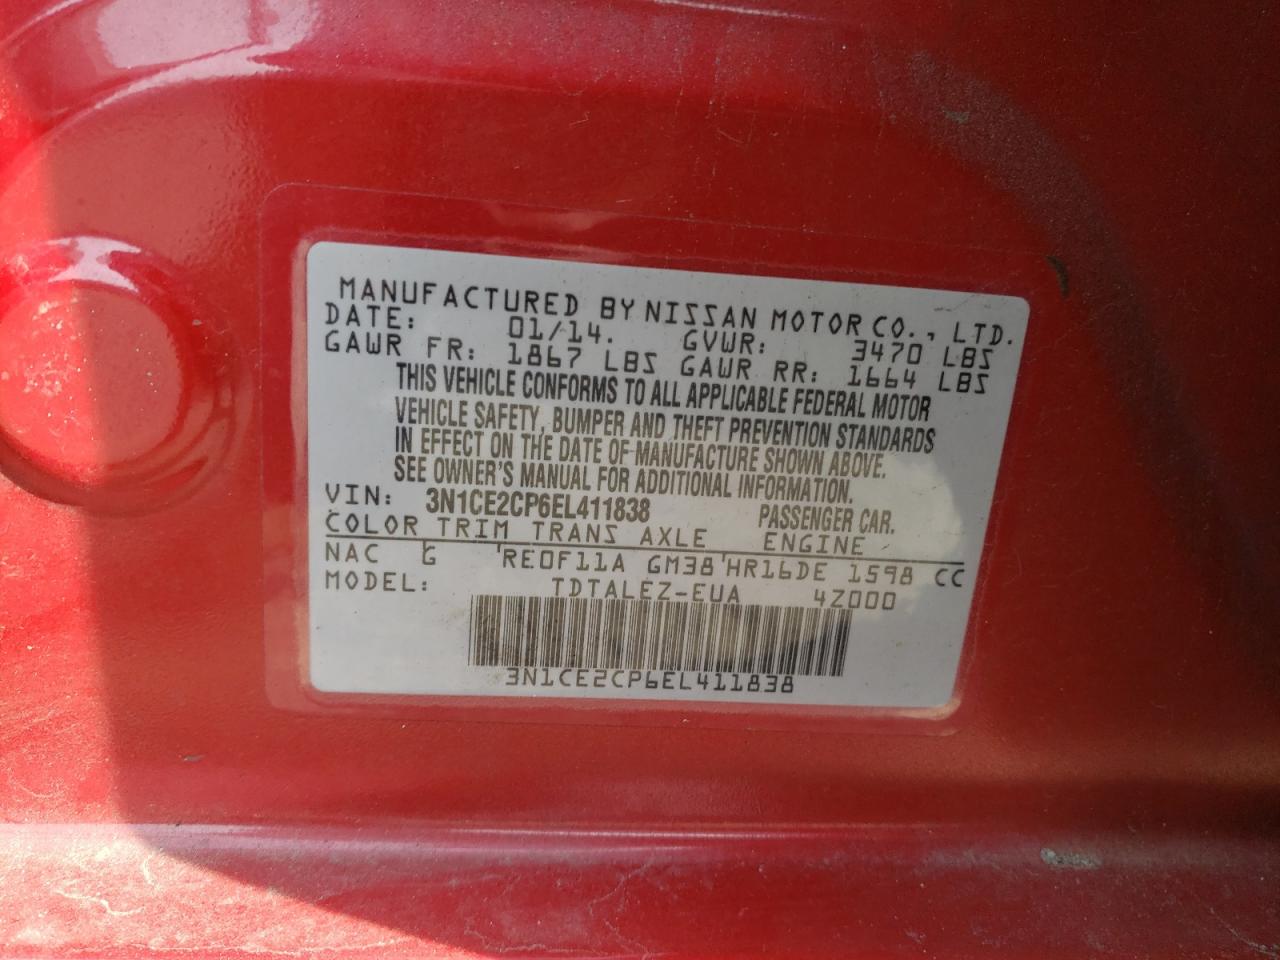 MANUFACTURED BY NISSAN MOTOR CO., LTD.
DATE: 01/14. GVWR: 3470 LBS
GAWR FR: 1867 LBS GAWR RR: 1664 LBS
THIS VEHICLE CONFORMS TO ALL APPLICABLE FEDERAL MOTOR
VEHICLE SAFETY, BUMPER AND THEFT PREVENTION STANDARDS
IN EFFECT ON THE DATE OF MANUFACTURE SHOWN ABOVE.
SEE OWNER'S MANUAL FOR ADDITIONAL INFORMATION.
VIN: 3N1CE2CP6EL411838 PASSENGER CAR.
COLOR TRIM TRANS AXLE ENGINE
NAC G 'RE0F11A GM38'HR16DE 1598 CC
MODEL: TDTALEZ-EUA 4Z000
3N1CE2CP6EL411838